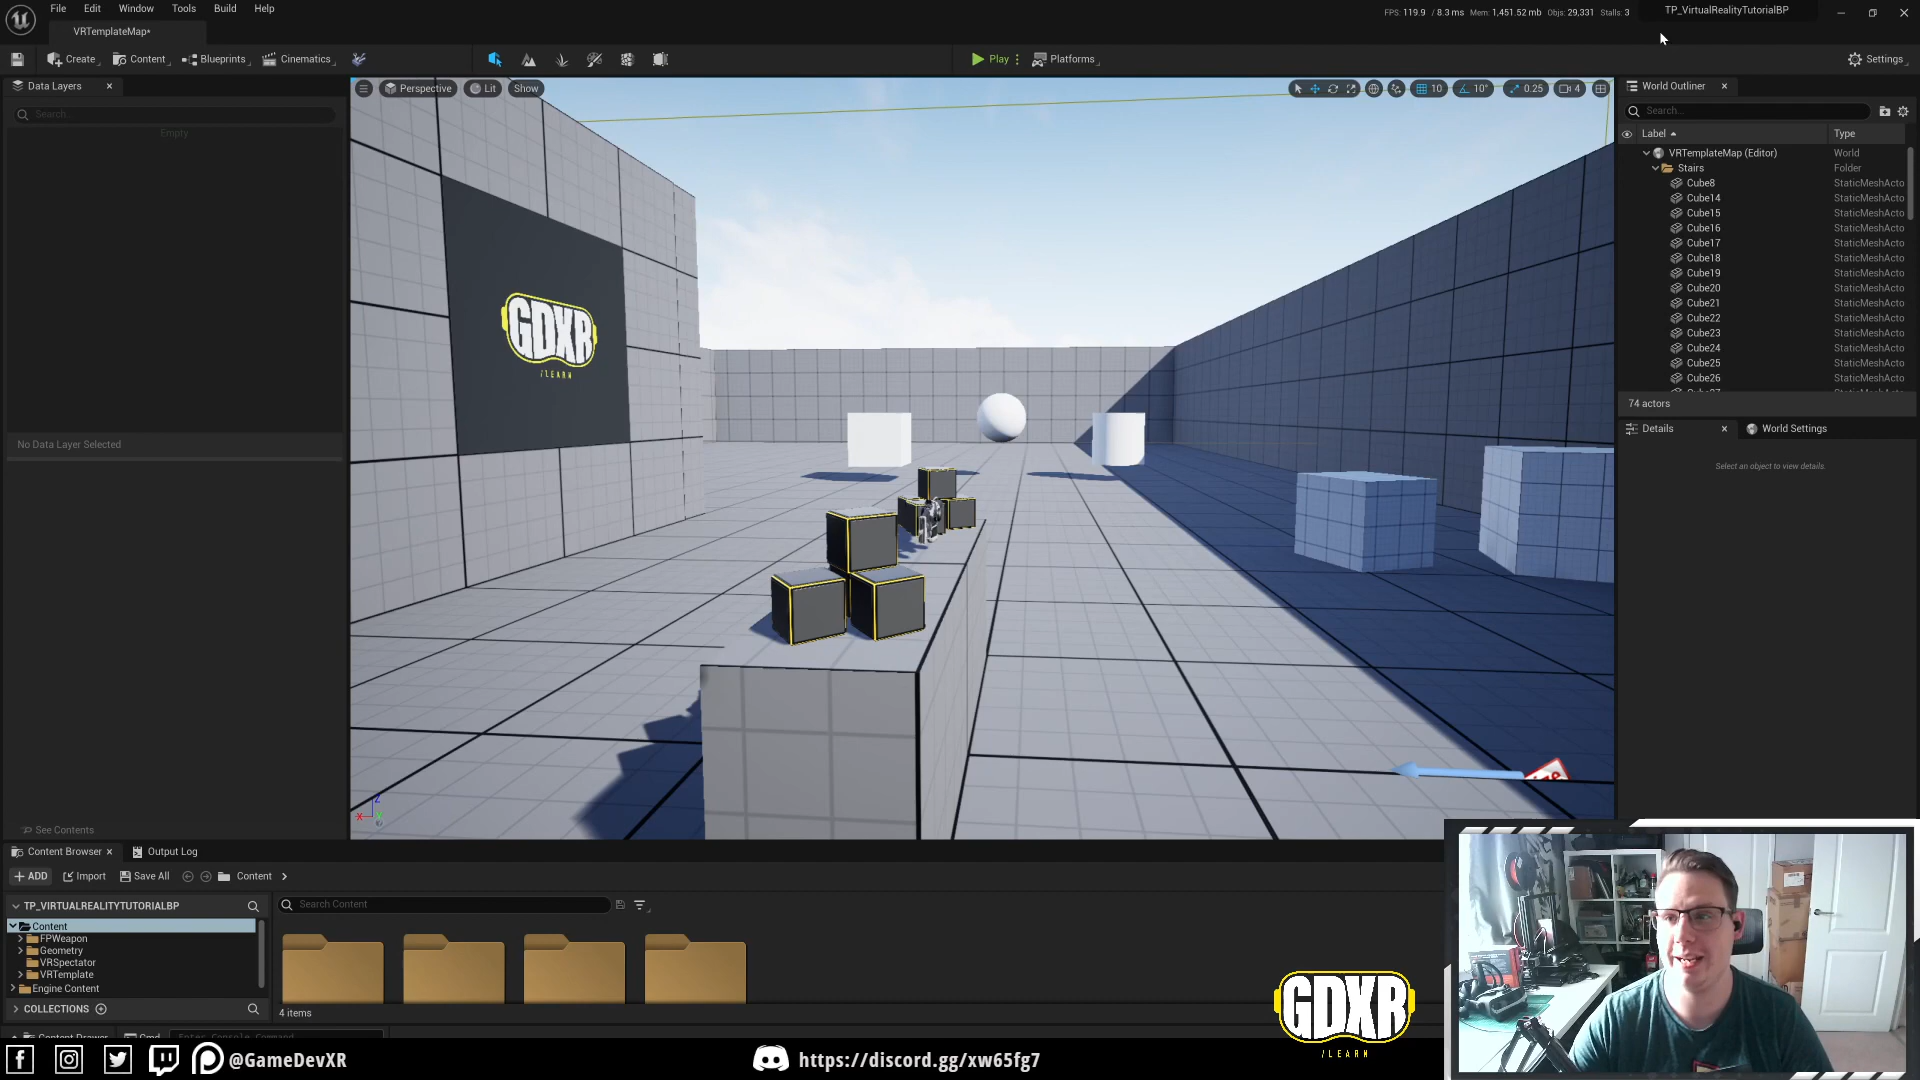 File Edit Window Tools Build Help
FPS: 119.9 / 8.3 ms Mem: 1,451.52 mb Objs: 29,331 Stalls: 3
TP_VirtualRealityTutorialBP
VRTemplateMap*
Create Content Blueprints Cinematics Play Platforms Settings
Data Layers
Search...
Empty
No Data Layer Selected
See Contents
Perspective Lit Show
10 10° 0.25 4
GDXR
/LEARN
World Outliner
Search...
Label Type
VRTemplateMap (Editor) World
Stairs Folder
Cube8 StaticMeshActo
Cube14 StaticMeshActo
Cube15 StaticMeshActo
Cube16 StaticMeshActo
Cube17 StaticMeshActo
Cube18 StaticMeshActo
Cube19 StaticMeshActo
Cube20 StaticMeshActo
Cube21 StaticMeshActo
Cube22 StaticMeshActo
Cube23 StaticMeshActo
Cube24 StaticMeshActo
Cube25 StaticMeshActo
Cube26 StaticMeshActo
74 actors
Details World Settings
Select an object to view details.
Z
X
Content Browser Output Log
ADD Import Save All Content
TP_VIRTUALREALITYTUTORIALBP
Search Content
Content
FPWeapon
Geometry
VRSpectator
VRTemplate
Engine Content
COLLECTIONS
4 items
Content Drawer Cmd Enter Console Command
GDXR
/LEARN
@GameDevXR
https://discord.gg/xw65fg7